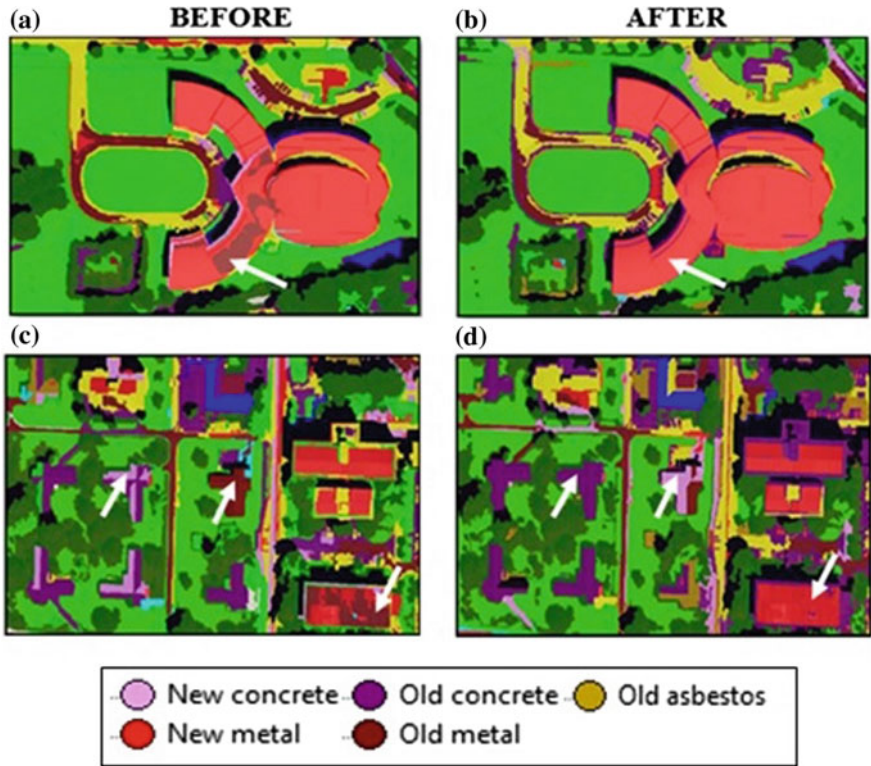 (a) BEFORE (b) AFTER
(c) (d)
New concrete Old concrete Old asbestos
New metal Old metal